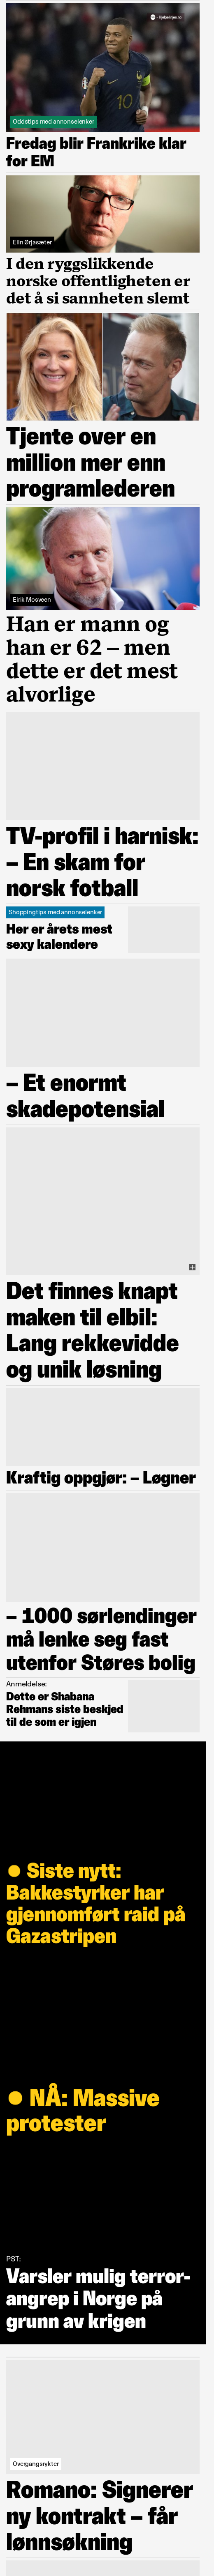 Hjelpelinjen.no
Oddstips med annonselenker
Fredag blir Frankrike klar
for EM
Elin Ørjasæter
I den ryggslikkende
norske offentligheten er
det å si sannheten slemt
Tjente over en
million mer enn
programlederen
Eirik Mosveen
Han er mann og
han er 62 – men
dette er det mest
alvorlige
TV-profil i harnisk:
– En skam for
norsk fotball
Shoppingtips med annonselenker
Her er årets mest
sexy kalendere
– Et enormt
skadepotensial
Det finnes knapt
maken til elbil:
Lang rekkevidde
og unik løsning
Kraftig oppgjør: – Løgner
– 1000 sørlendinger
må lenke seg fast
utenfor Støres bolig
Anmeldelse:
Dette er Shabana
Rehmans siste beskjed
til de som er igjen
● Siste nytt:
Bakkestyrker har
gjennomført raid på
Gazastripen
● NÅ: Massive
protester
PST:
Varsler mulig terror-
angrep i Norge på
grunn av krigen
Overgangsrykter
Romano: Signerer
ny kontrakt – får
lønnsøkning